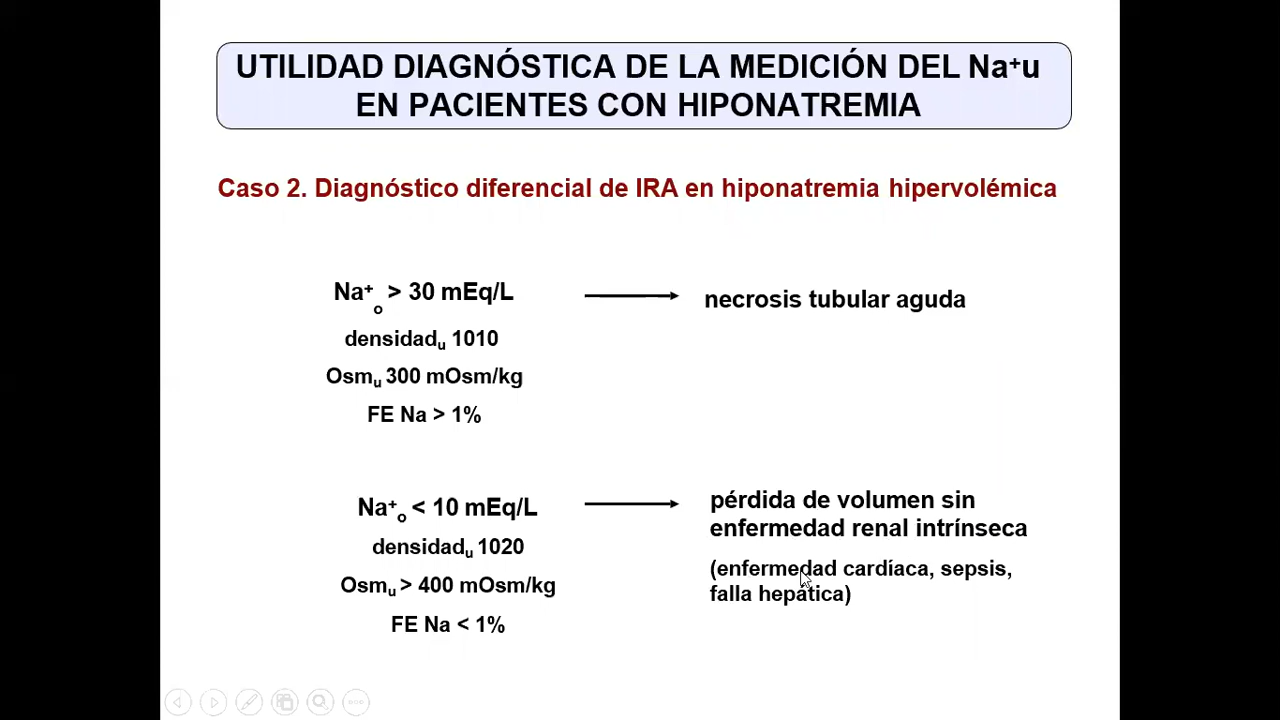 UTILIDAD DIAGNÓSTICA DE LA MEDICIÓN DEL Na⁺u
EN PACIENTES CON HIPONATREMIA
Caso 2. Diagnóstico diferencial de IRA en hiponatremia hipervolémica
Na⁺o > 30 mEq/L
necrosis tubular aguda
densidadu 1010
Osmu 300 mOsm/kg
FE Na > 1%
Na⁺o < 10 mEq/L
pérdida de volumen sin
enfermedad renal intrínseca
densidadu 1020
(enfermedad cardíaca, sepsis,
falla hepática)
Osmu > 400 mOsm/kg
FE Na < 1%